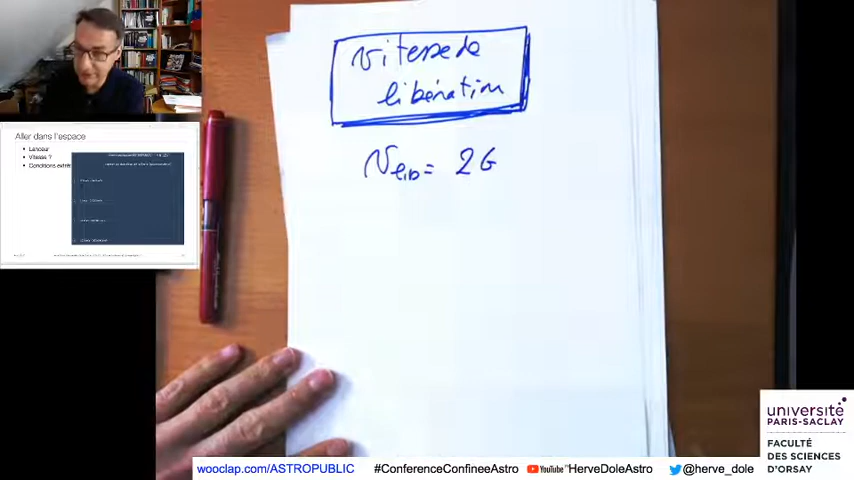 vitesse de
libération
Vlib = 2G
Aller dans l'espace
Lanceur
Vitesse ?
wooclap.com/ASTROPUBLIC #ConferenceConfineeAstro YouTube HerveDoleAstro @herve_dole
université
PARIS-SACLAY
FACULTÉ
DES SCIENCES
D'ORSAY